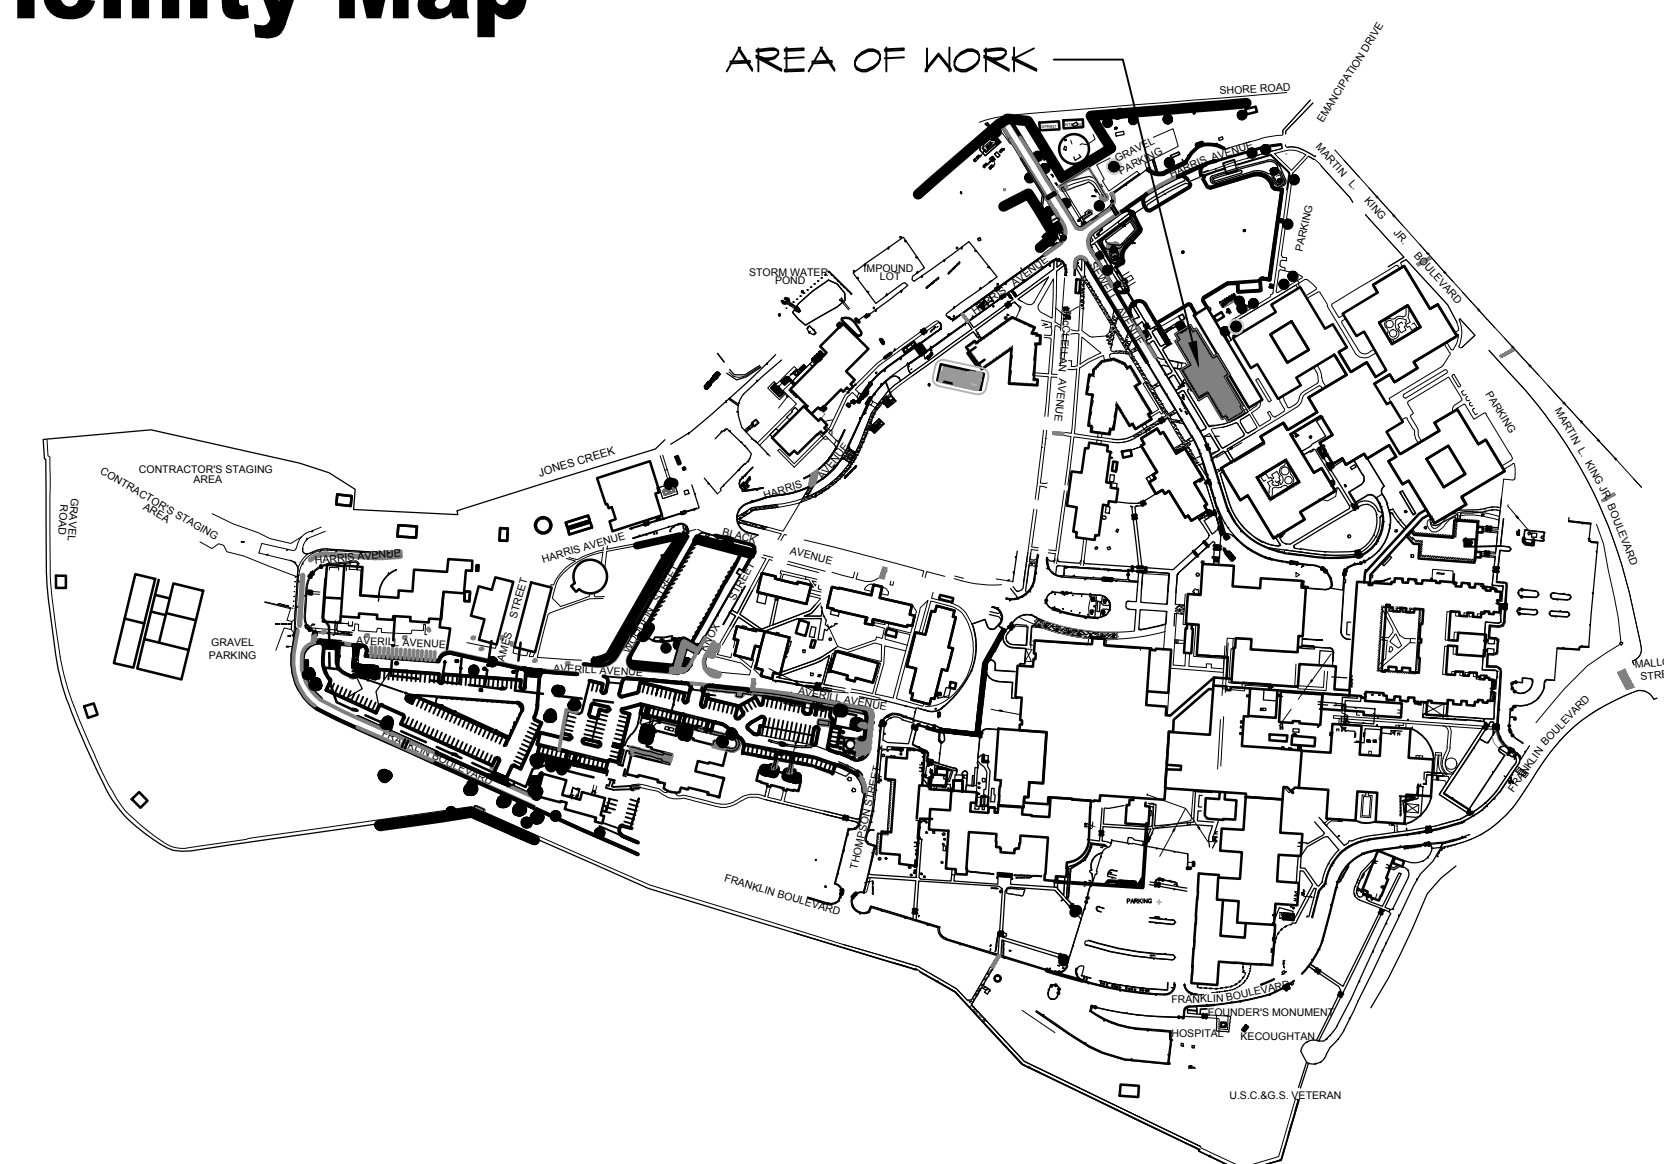 icinity Map
AREA OF WORK
SHORE ROAD
EMANCIPATION DRIVE
GRAVEL
PARKING
HARRIS AVENUE
MARTIN L. KING JR. BOULEVARD
PARKING
STORM WATER
POND
IMPOUND
LOT
HARRIS AVENUE
AVENUE
McCLELLAN AVENUE
PARKING
MARTIN L. KING JR. BOULEVARD
JONES CREEK
CONTRACTOR'S STAGING
AREA
CONTRACTOR'S STAGING
AREA
GRAVEL
ROAD
HARRIS AVENUE
HARRIS AVENUE
HARRIS AVENUE
BLACK
AVENUE
STREET
STREET
STREET
KNOX
GRAVEL
PARKING
AVERILL AVENUE
AVERILL AVENUE
AVERILL AVENUE
MALLO
STRE
FRANKLIN BOULEVARD
FRANKLIN BOULEVARD
THOMPSON STREET
FRANKLIN BOULEVARD
PARKING
FRANKLIN BOULEVARD
FOUNDER'S MONUMENT
HOSPITAL
KECOUGHTAN
U.S.C.&G.S. VETERAN